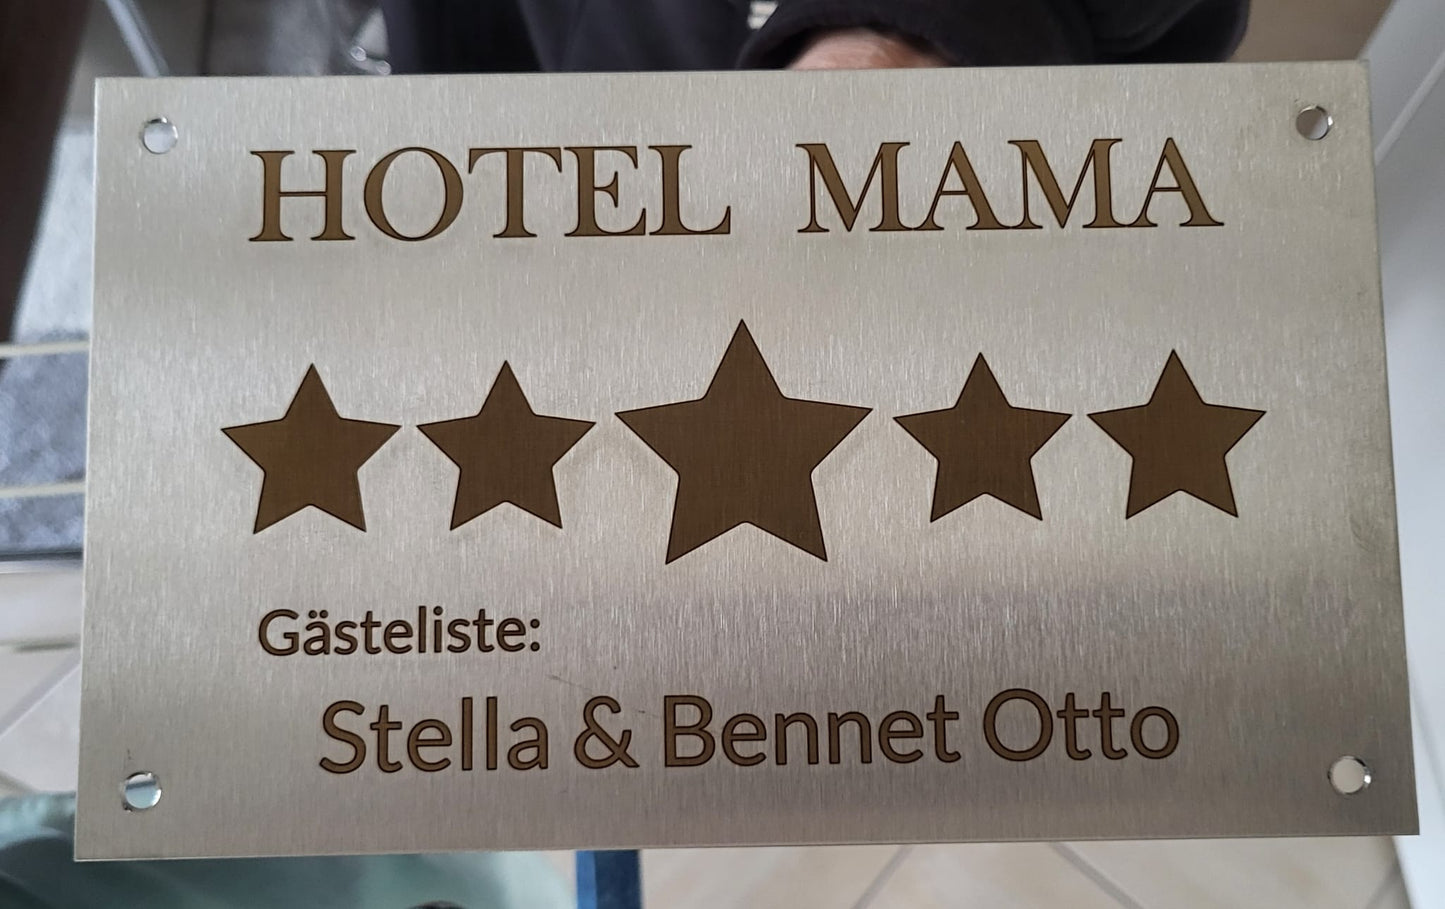 HOTEL MAMA
Gästeliste:
Stella & Bennet Otto